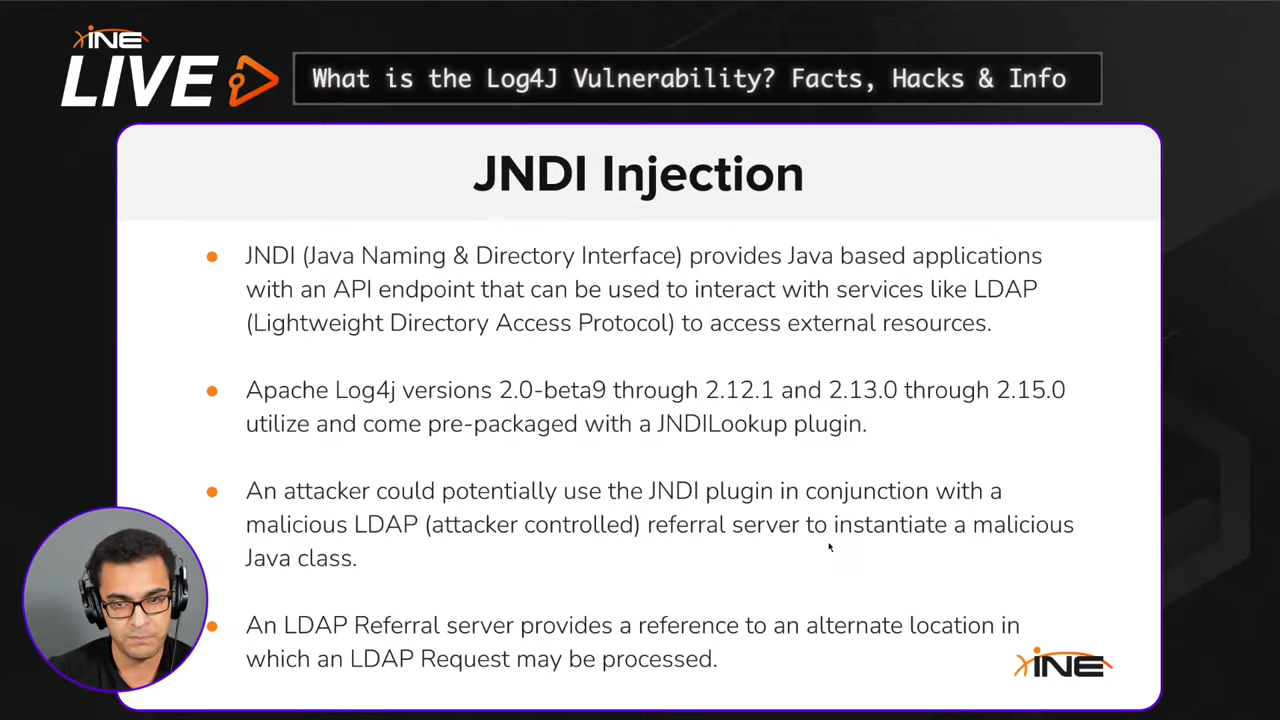 INE
LIVE
What is the Log4J Vulnerability? Facts, Hacks & Info
JNDI Injection
JNDI (Java Naming & Directory Interface) provides Java based applications
with an API endpoint that can be used to interact with services like LDAP
(Lightweight Directory Access Protocol) to access external resources.
Apache Log4j versions 2.0-beta9 through 2.12.1 and 2.13.0 through 2.15.0
utilize and come pre-packaged with a JNDILookup plugin.
An attacker could potentially use the JNDI plugin in conjunction with a
malicious LDAP (attacker controlled) referral server to instantiate a malicious
Java class.
An LDAP Referral server provides a reference to an alternate location in
which an LDAP Request may be processed.
INE